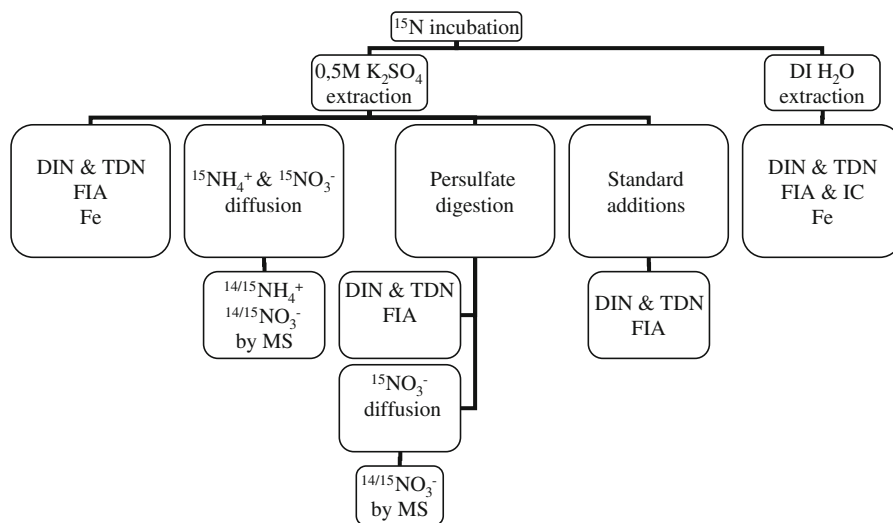 ¹⁵N incubation
0,5M K₂SO₄
extraction
DI H₂O
extraction
DIN & TDN
FIA
Fe
¹⁵NH₄⁺ & ¹⁵NO₃⁻
diffusion
Persulfate
digestion
Standard
additions
DIN & TDN
FIA & IC
Fe
¹⁴/¹⁵NH₄⁺
¹⁴/¹⁵NO₃⁻
by MS
DIN & TDN
FIA
DIN & TDN
FIA
¹⁵NO₃⁻
diffusion
¹⁴/¹⁵NO₃⁻
by MS